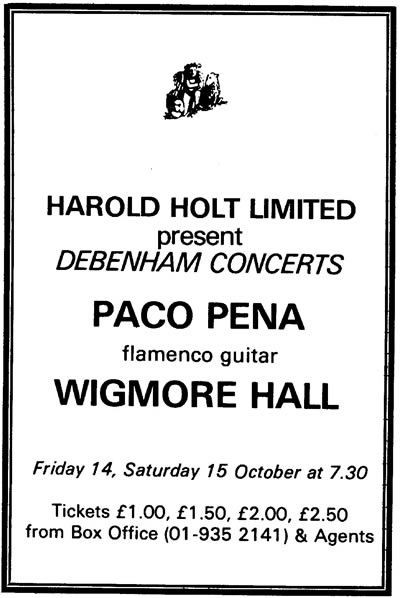 HAROLD HOLT LIMITED
present
DEBENHAM CONCERTS
PACO PENA
flamenco guitar
WIGMORE HALL
Friday 14, Saturday 15 October at 7.30
Tickets £1.00, £1.50, £2.00, £2.50
from Box Office (01-935 2141) & Agents